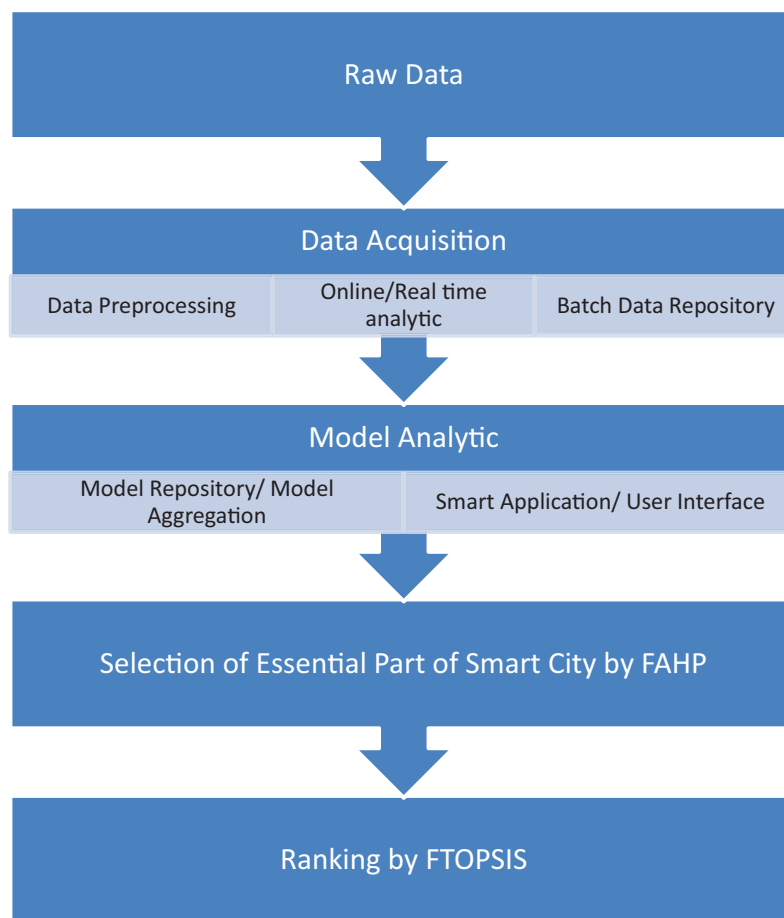 Raw Data
Data Acquisition
Data Preprocessing
Online/Real time
analytic
Batch Data Repository
Model Analytic
Model Repository/ Model
Aggregation
Smart Application/ User Interface
Selection of Essential Part of Smart City by FAHP
Ranking by FTOPSIS